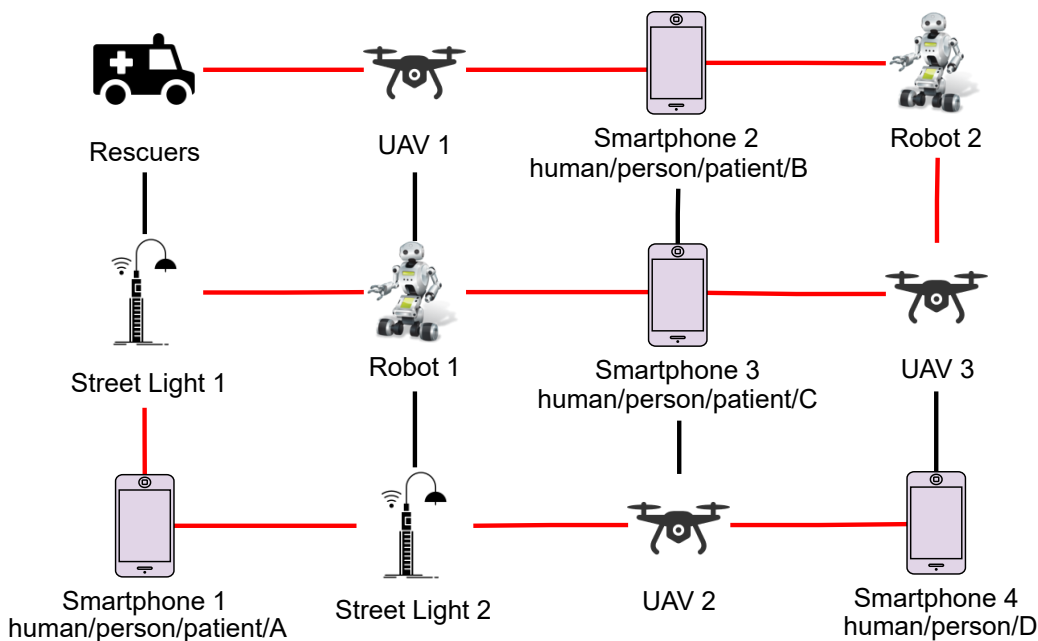 Rescuers
UAV 1
Smartphone 2
human/person/patient/B
Robot 2
Street Light 1
Robot 1
Smartphone 3
human/person/patient/C
UAV 3
Smartphone 1
human/person/patient/A
Street Light 2
UAV 2
Smartphone 4
human/person/D